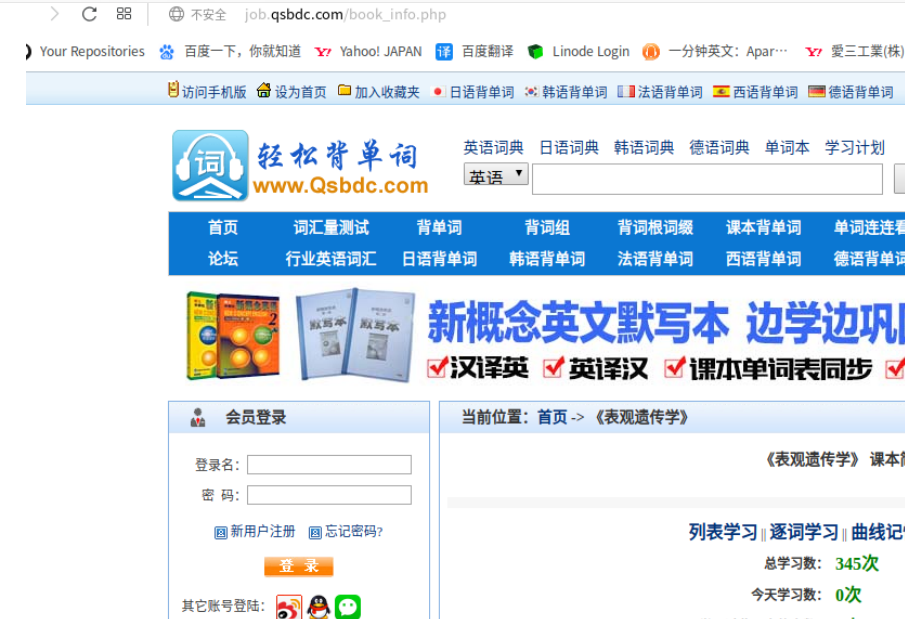 不安全 job.qsbdc.com/book_info.php
Your Repositories 百度一下，你就知道 Yahoo! JAPAN 译 百度翻译 Linode Login 一分钟英文：Apar… 愛三工業(株)
访问手机版 设为首页 加入收藏夹 日语背单词 韩语背单词 法语背单词 西语背单词 德语背单词
词 轻松背单词
www.Qsbdc.com
英语词典 日语词典 韩语词典 德语词典 单词本 学习计划
英语
首页 词汇量测试 背单词 背词组 背词根词缀 课本背单词 单词连连看
论坛 行业英语词汇 日语背单词 韩语背单词 法语背单词 西语背单词 德语背单词
新概念英语 2
默写本 默写本
新概念英文默写本 边学边巩
汉译英 英译汉 课本单词表同步
会员登录
登录名：
密 码：
新用户注册 忘记密码?
登 录
其它账号登陆：
当前位置：首页 -> 《表观遗传学》
《表观遗传学》 课本
列表学习 || 逐词学习 || 曲线记
总学习数： 345次
今天学习数： 0次